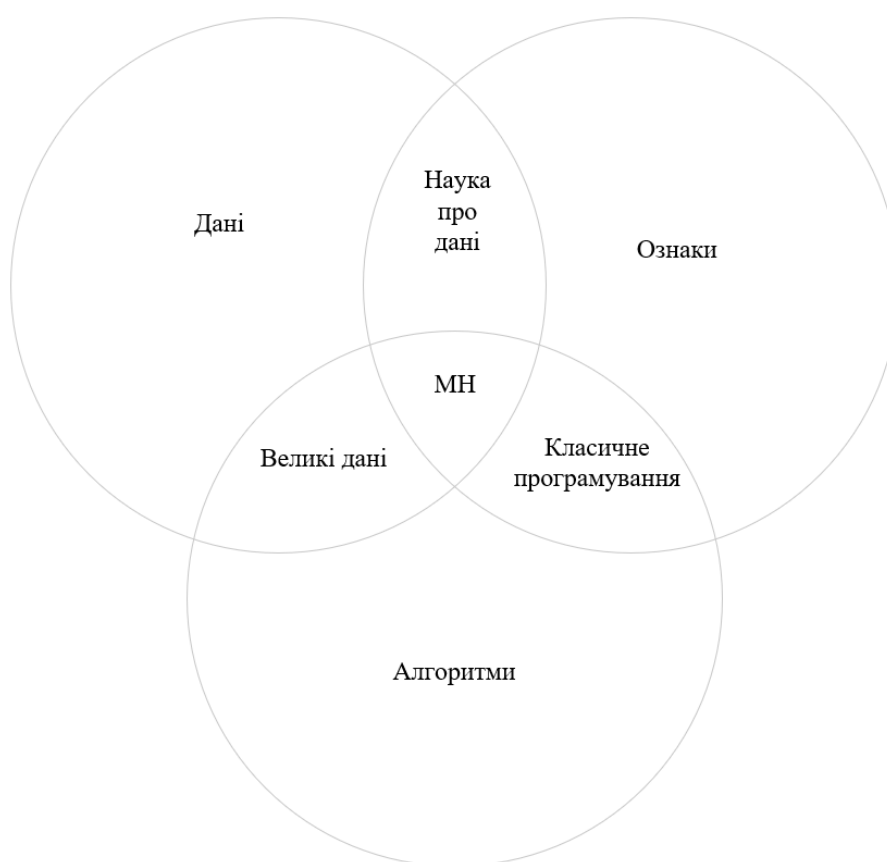 Дані
Наука
про
дані
Ознаки
МН
Великі дані
Класичне
програмування
Алгоритми